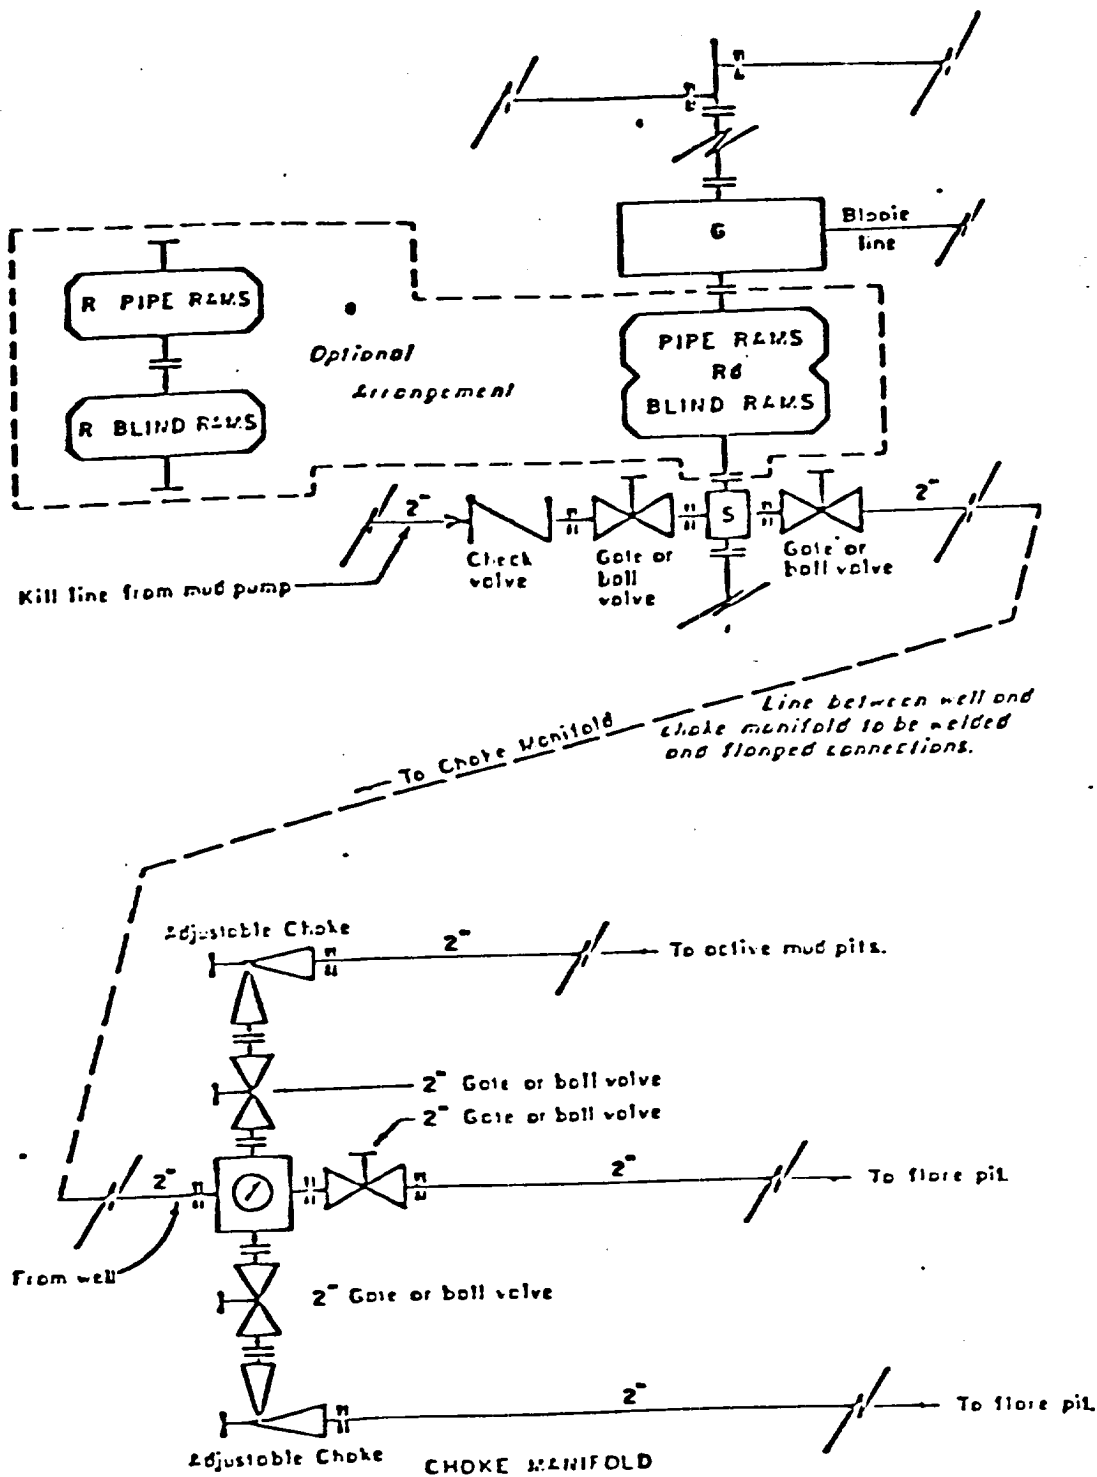 G
Blooie
line
R PIPE RAMS
PIPE RAMS
Rd
BLIND RAMS
Optional
Arrangement
R BLIND RAMS
2"
S
2"
Check
valve
Gate or
ball
valve
Gate or
ball valve
Kill line from mud pump
Line between well and
choke manifold to be welded
and flanged connections.
To Choke Manifold
Adjustable Choke
2"
To active mud pits.
2" Gate or ball valve
2" Gate or ball valve
2"
2"
To flare pit
From well
2" Gate or ball valve
2"
To flare pit
Adjustable Choke
CHOKE MANIFOLD